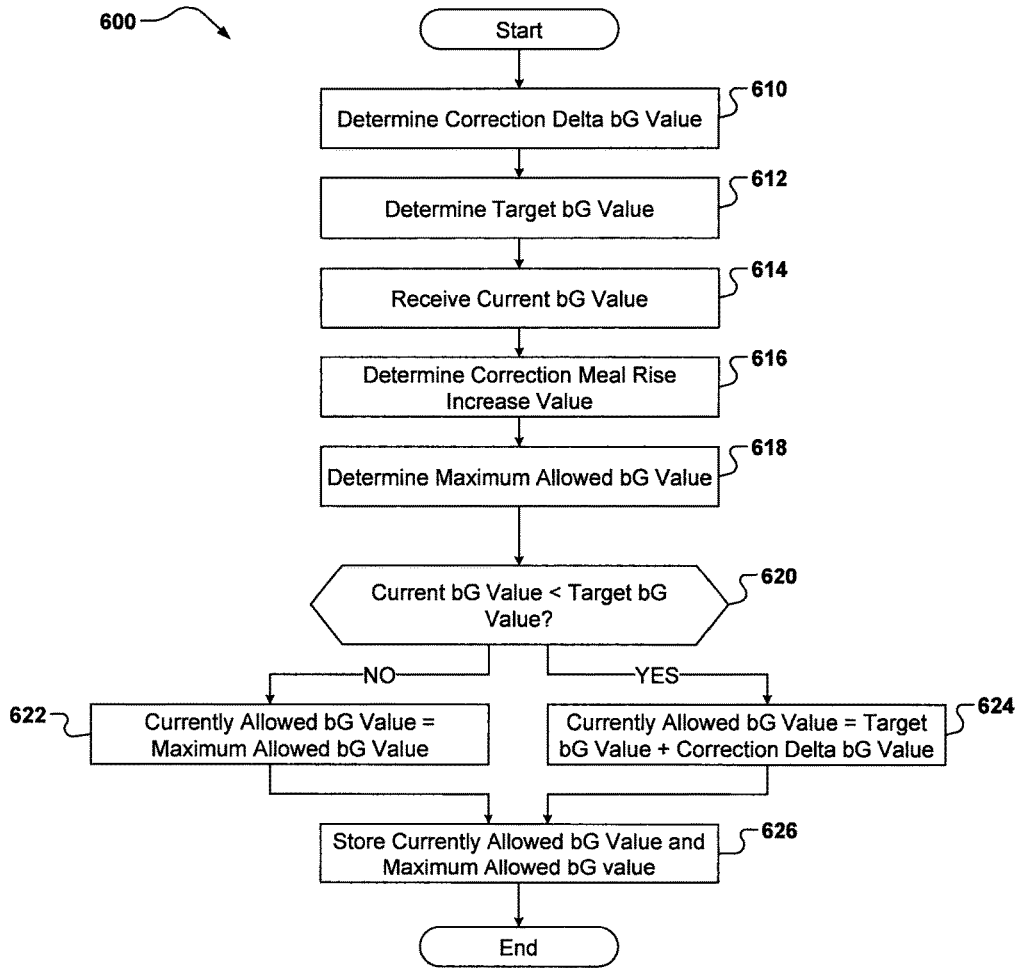 600
Start
610
Determine Correction Delta bG Value
612
Determine Target bG Value
614
Receive Current bG Value
616
Determine Correction Meal Rise
Increase Value
618
Determine Maximum Allowed bG Value
620
Current bG Value < Target bG
Value?
NO
YES
622
Currently Allowed bG Value =
Maximum Allowed bG Value
624
Currently Allowed bG Value = Target
bG Value + Correction Delta bG Value
626
Store Currently Allowed bG Value and
Maximum Allowed bG value
End